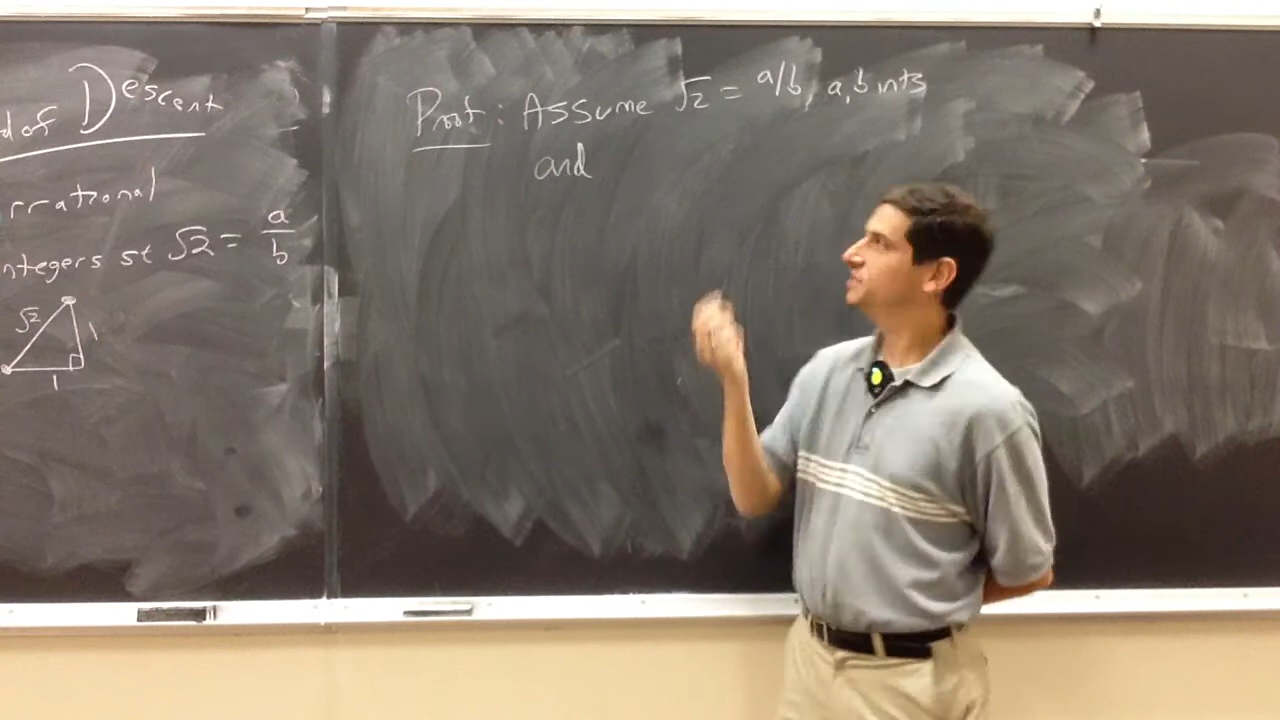 d of Descent
rrational
ntegers st √2 = a/b
√2
1
1
Proof: Assume √2 = a/b, a,b ints
and